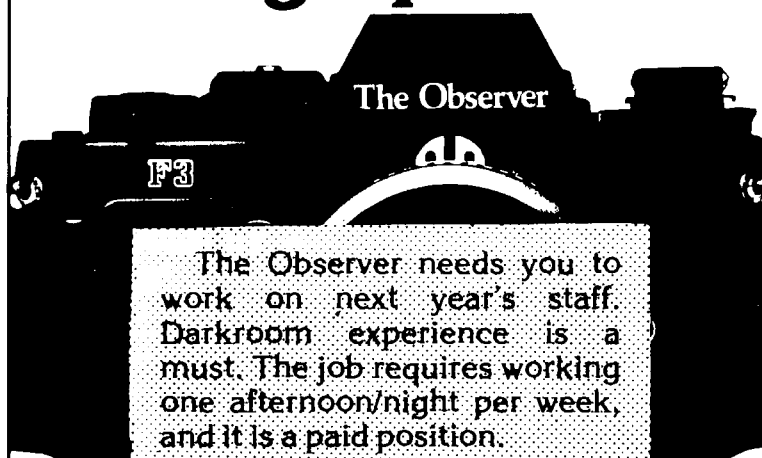 The Observer
F3
The Observer needs you to
work on next year's staff.
Darkroom experience is a
must. The job requires working
one afternoon/night per week,
and it is a paid position.